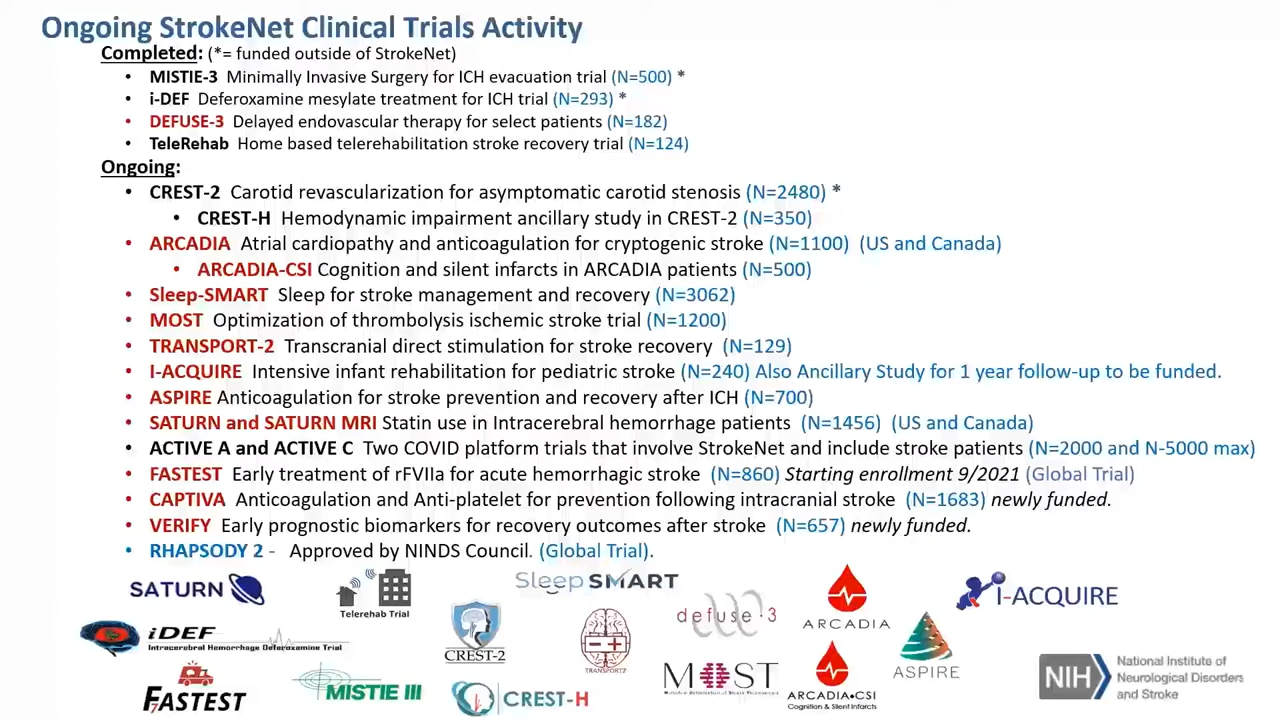 Ongoing StrokeNet Clinical Trials Activity
Completed: (*= funded outside of StrokeNet)
• MISTIE-3 Minimally Invasive Surgery for ICH evacuation trial (N=500) *
• i-DEF Deferoxamine mesylate treatment for ICH trial (N=293) *
• DEFUSE-3 Delayed endovascular therapy for select patients (N=182)
• TeleRehab Home based telerehabilitation stroke recovery trial (N=124)
Ongoing:
• CREST-2 Carotid revascularization for asymptomatic carotid stenosis (N=2480) *
• CREST-H Hemodynamic impairment ancillary study in CREST-2 (N=350)
• ARCADIA Atrial cardiopathy and anticoagulation for cryptogenic stroke (N=1100) (US and Canada)
• ARCADIA-CSI Cognition and silent infarcts in ARCADIA patients (N=500)
• Sleep-SMART Sleep for stroke management and recovery (N=3062)
• MOST Optimization of thrombolysis ischemic stroke trial (N=1200)
• TRANSPORT-2 Transcranial direct stimulation for stroke recovery (N=129)
• I-ACQUIRE Intensive infant rehabilitation for pediatric stroke (N=240) Also Ancillary Study for 1 year follow-up to be funded.
• ASPIRE Anticoagulation for stroke prevention and recovery after ICH (N=700)
• SATURN and SATURN MRI Statin use in Intracerebral hemorrhage patients (N=1456) (US and Canada)
• ACTIVE A and ACTIVE C Two COVID platform trials that involve StrokeNet and include stroke patients (N=2000 and N-5000 max)
• FASTEST Early treatment of rFVIIa for acute hemorrhagic stroke (N=860) Starting enrollment 9/2021 (Global Trial)
• CAPTIVA Anticoagulation and Anti-platelet for prevention following intracranial stroke (N=1683) newly funded.
• VERIFY Early prognostic biomarkers for recovery outcomes after stroke (N=657) newly funded.
• RHAPSODY 2 - Approved by NINDS Council. (Global Trial).
SATURN
Telerehab Trial
Sleep SMART
I-ACQUIRE
iDEF
Intracerebral Hemorrhage Deferoxamine Trial
CREST-2
TRANSPORT2
defuse·3
ARCADIA
ASPIRE
FASTEST
MISTIE III
CREST-H
MOST
ARCADIA•CSI
Cognition & Silent Infarcts
NIH
National Institute of
Neurological Disorders
and Stroke